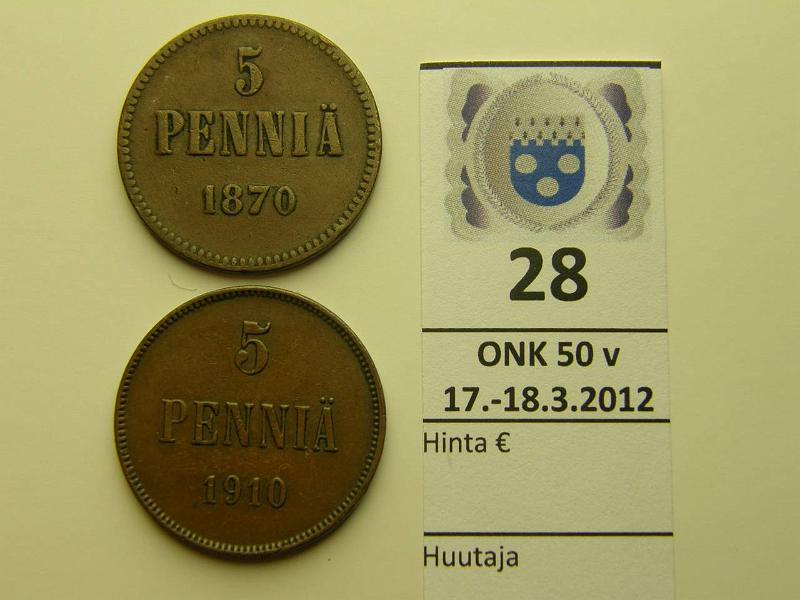 5
PENNIÄ
1870
5
PENNIÄ
1910
28
ONK 50 v
17.-18.3.2012
Hinta €
Huutaja